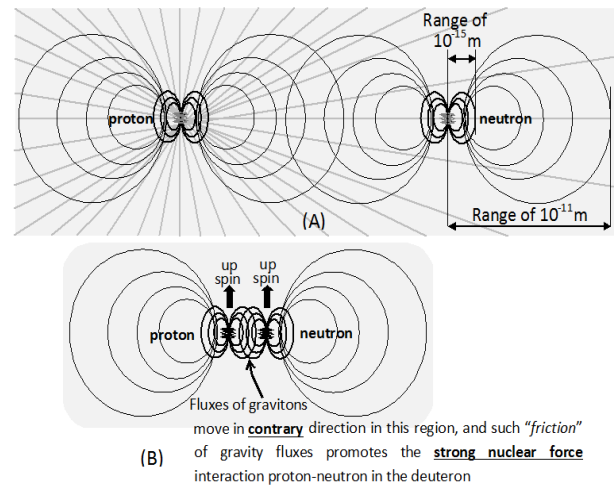 Range of
10⁻¹⁵m
proton
neutron
(A)
Range of 10⁻¹¹m
up
spin
up
spin
proton
neutron
Fluxes of gravitons
move in contrary direction in this region, and such "friction"
of gravity fluxes promotes the strong nuclear force
(B)
interaction proton-neutron in the deuteron